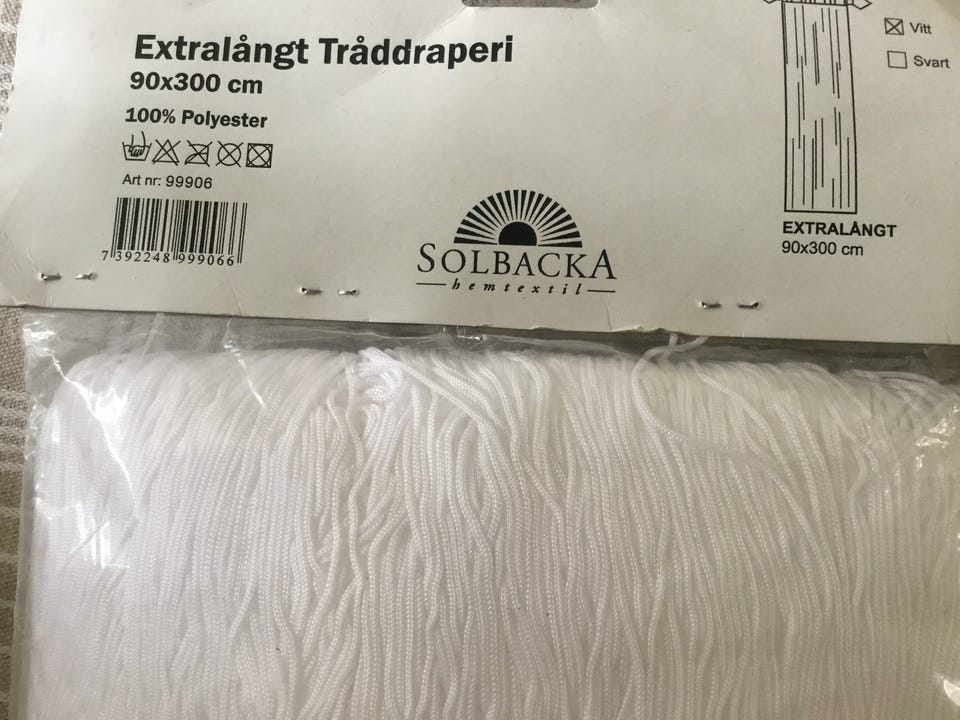 Extralångt Tråddraperi
90x300 cm
100% Polyester
Art nr: 99906
7 392248 999066
SOLBACKA
hemtextil
Vitt
Svart
EXTRALÅNGT
90x300 cm